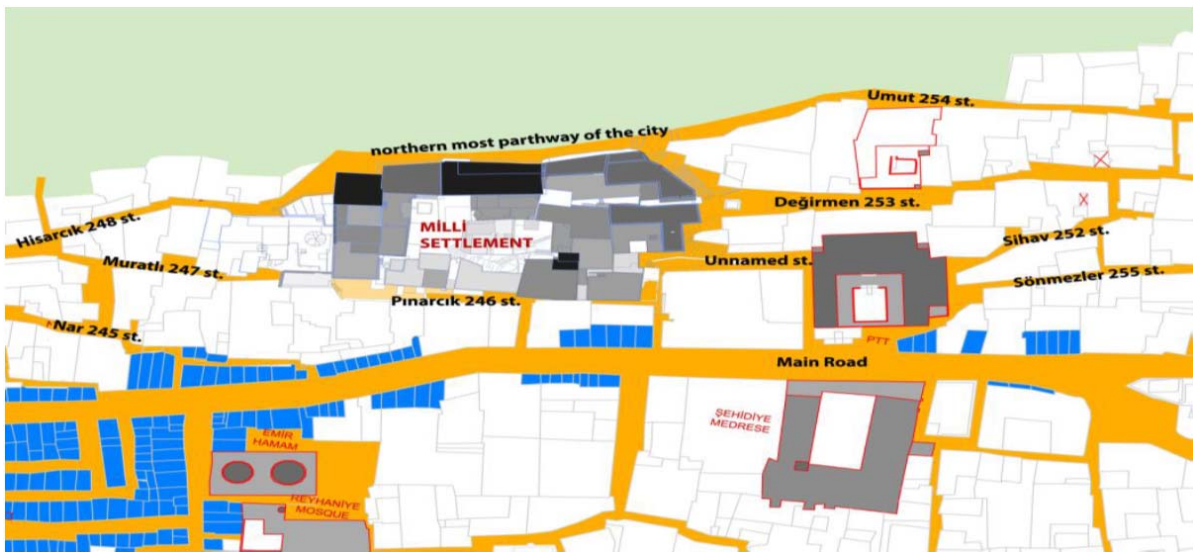 Umut 254 st.
northern most parthway of the city
Değirmen 253 st.
Hisarcık 248 st.
MİLLİ
SETTLEMENT
Sihav 252 st.
Muratlı 247 st.
Unnamed st.
Sönmezler 255 st.
Pınarcık 246 st.
Nar 245 st.
PTT
Main Road
ŞEHİDİYE
MEDRESE
EMİR
HAMAM
REYHANİYE
MOSQUE